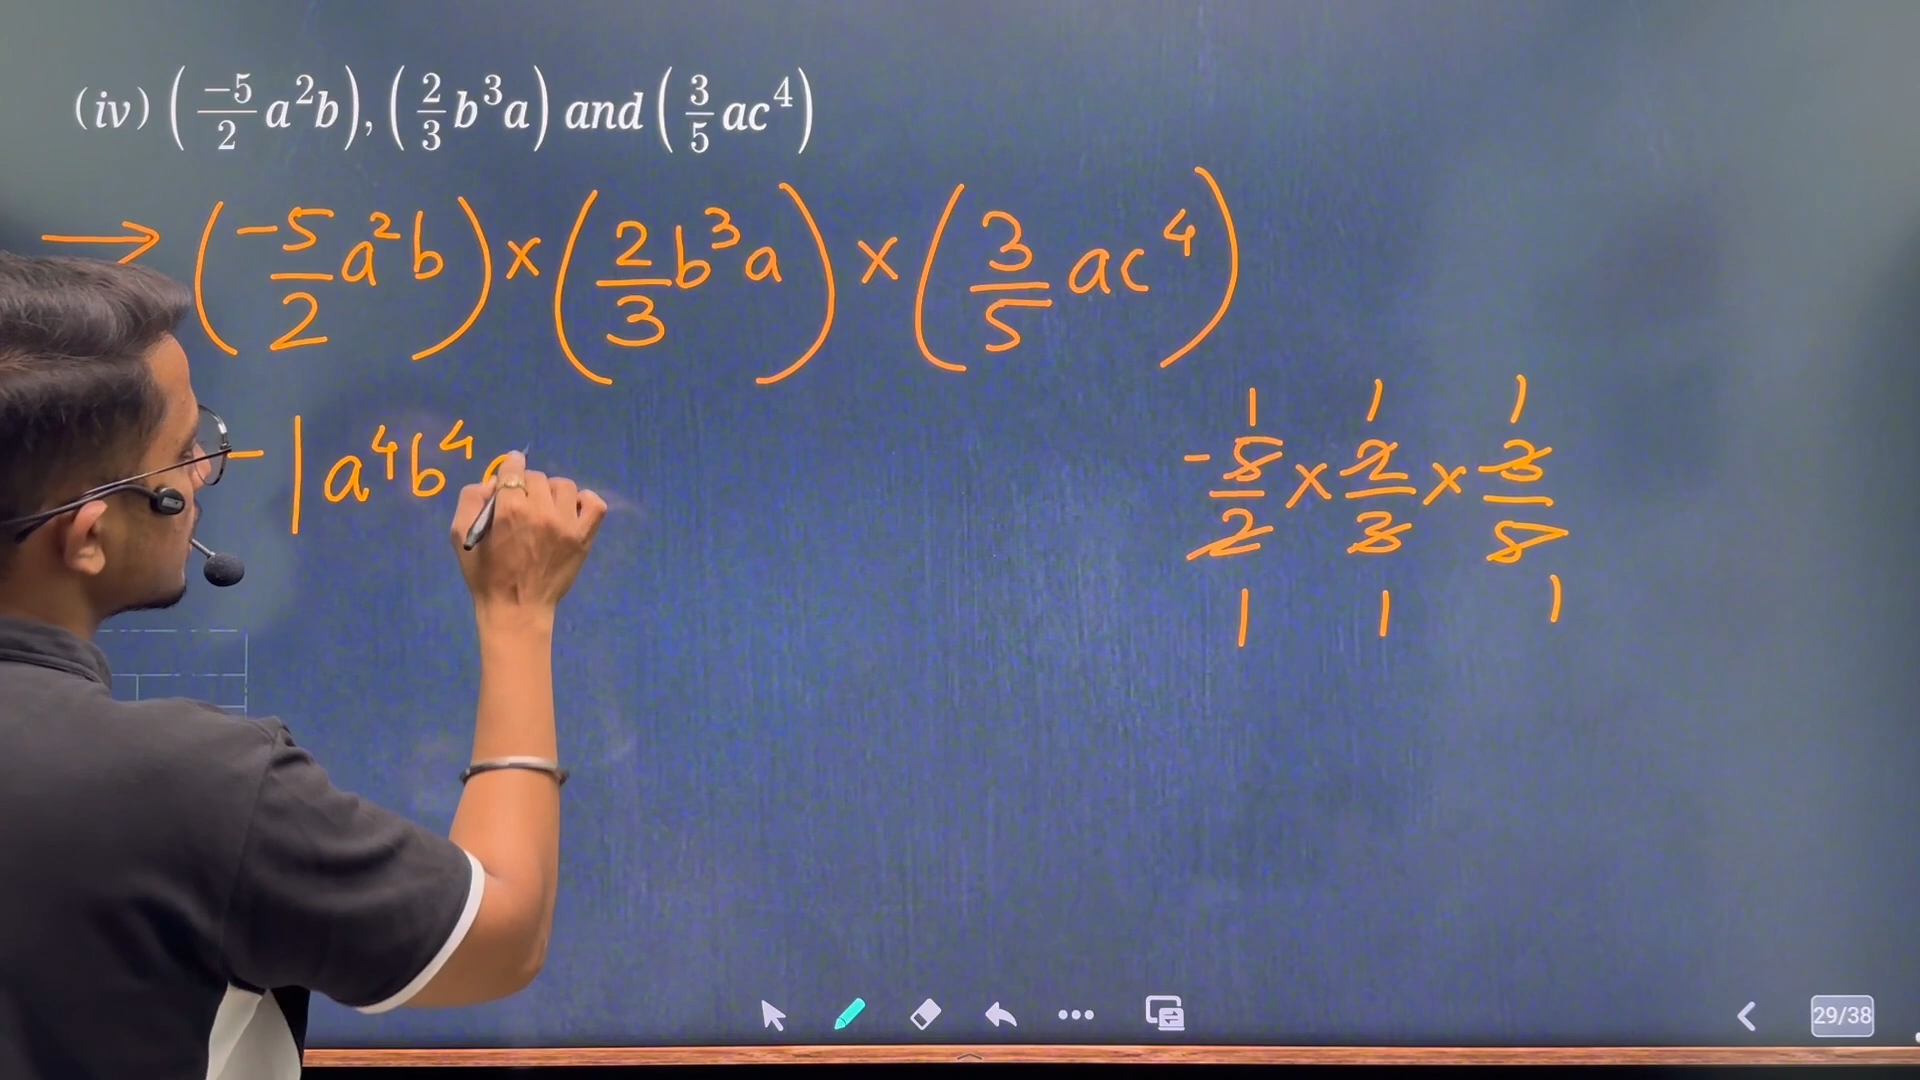 (iv) (-5/2 a²b), (2/3 b³a) and (3/5 ac⁴)
→ (-5/2 a²b) × (2/3 b³a) × (3/5 ac⁴)
- 1 a⁴b⁴
1 1 1
-5/2 × 2/3 × 3/5
1 1 1
29/38